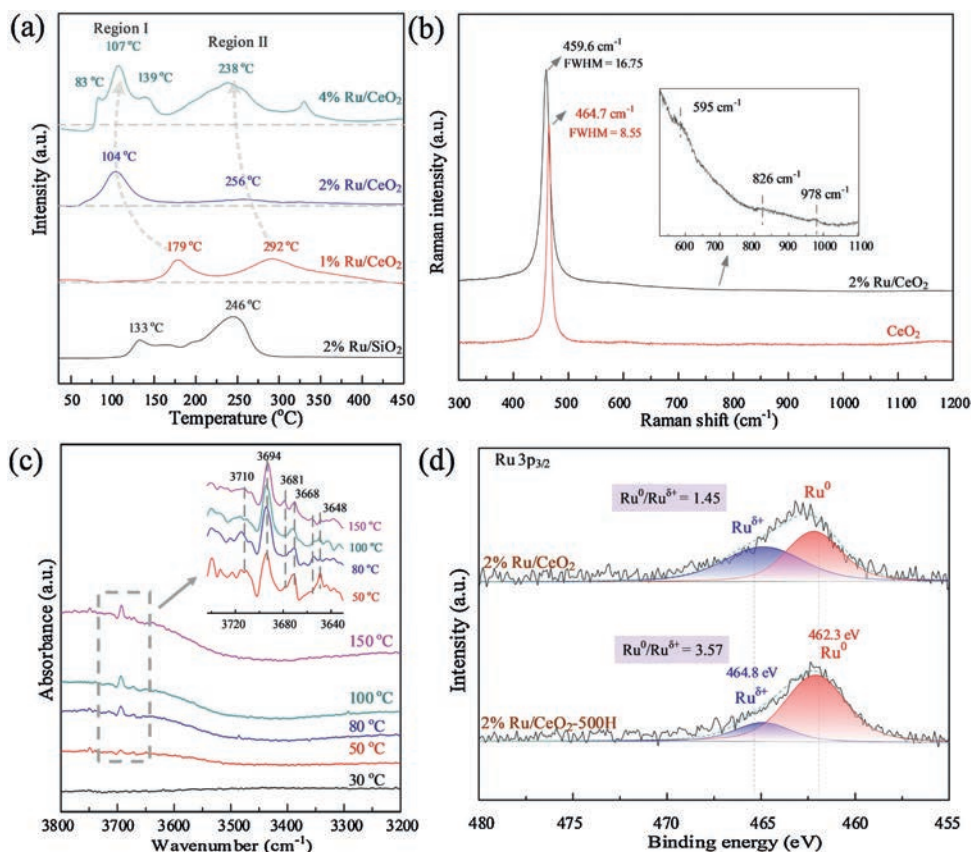 (a)
Region I
107 °C
Region II
83 °C
139 °C
238 °C
4% Ru/CeO₂
104 °C
256 °C
2% Ru/CeO₂
179 °C
292 °C
1% Ru/CeO₂
246 °C
133 °C
2% Ru/SiO₂
50 100 150 200 250 300 350 400 450
Temperature (°C)
Intensity (a.u.)
(b)
459.6 cm⁻¹
FWHM = 16.75
464.7 cm⁻¹
FWHM = 8.55
595 cm⁻¹
826 cm⁻¹
978 cm⁻¹
600 700 800 900 1000 1100
2% Ru/CeO₂
CeO₂
300 400 500 600 700 800 900 1000 1100 1200
Raman shift (cm⁻¹)
Raman intensity (a.u.)
(c)
3694
3710
3681
3668
3648
150 °C
100 °C
80 °C
50 °C
3720 3680 3640
150 °C
100 °C
80 °C
50 °C
30 °C
3800 3700 3600 3500 3400 3300 3200
Wavenumber (cm⁻¹)
Absorbance (a.u.)
(d)
Ru 3p₃/₂
Ru⁰/Ru^δ+ = 1.45
Ru⁰
Ru^δ+
2% Ru/CeO₂
Ru⁰/Ru^δ+ = 3.57
462.3 eV
464.8 eV
Ru⁰
Ru^δ+
2% Ru/CeO₂-500H
480 475 470 465 460 455
Binding energy (eV)
Intensity (a.u.)